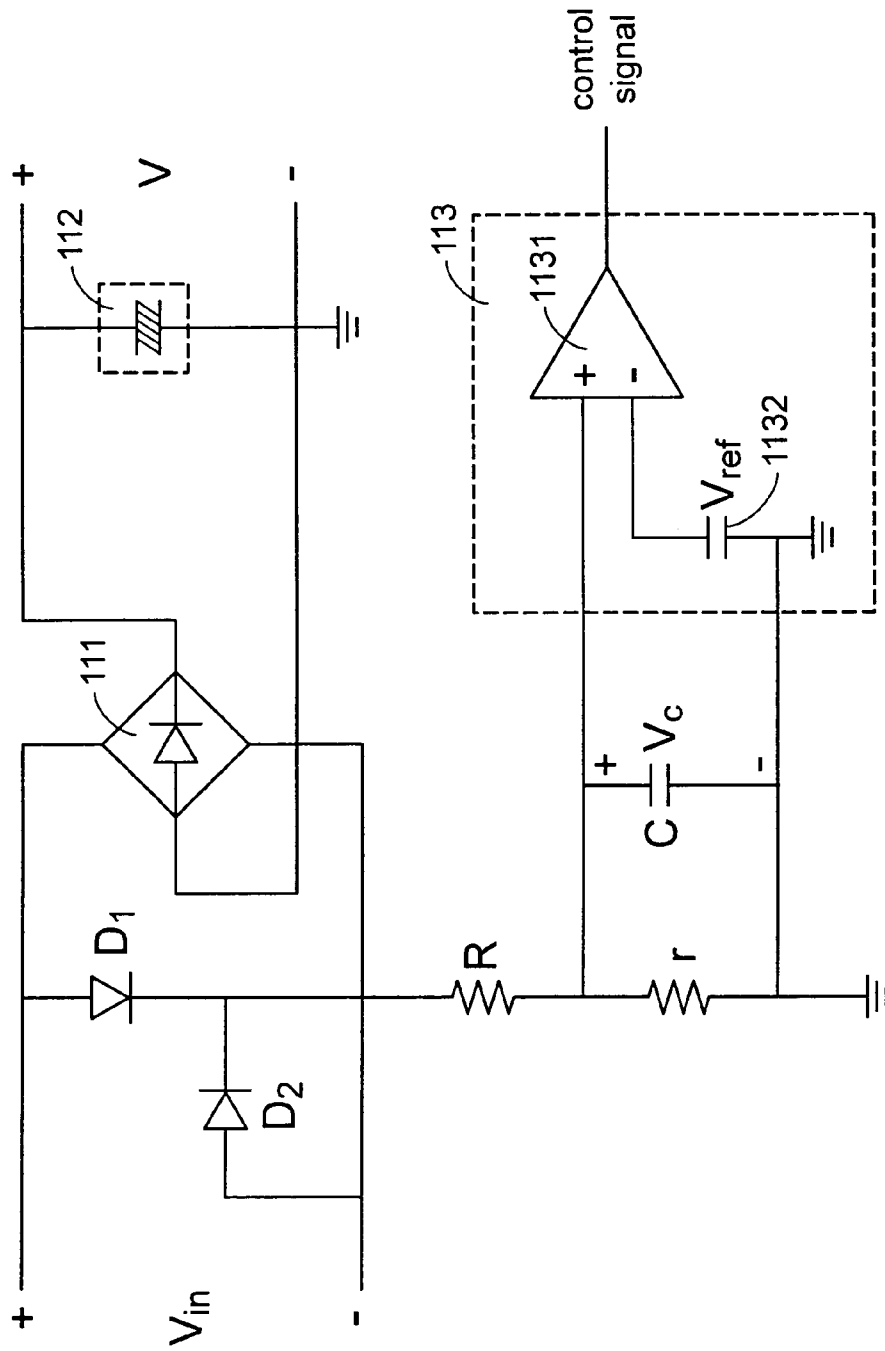 +
V
-
112
111
D₁
D₂
+
Vin
-
R
r
+
C
Vc
-
113
1131
+
-
Vref
1132
control
signal